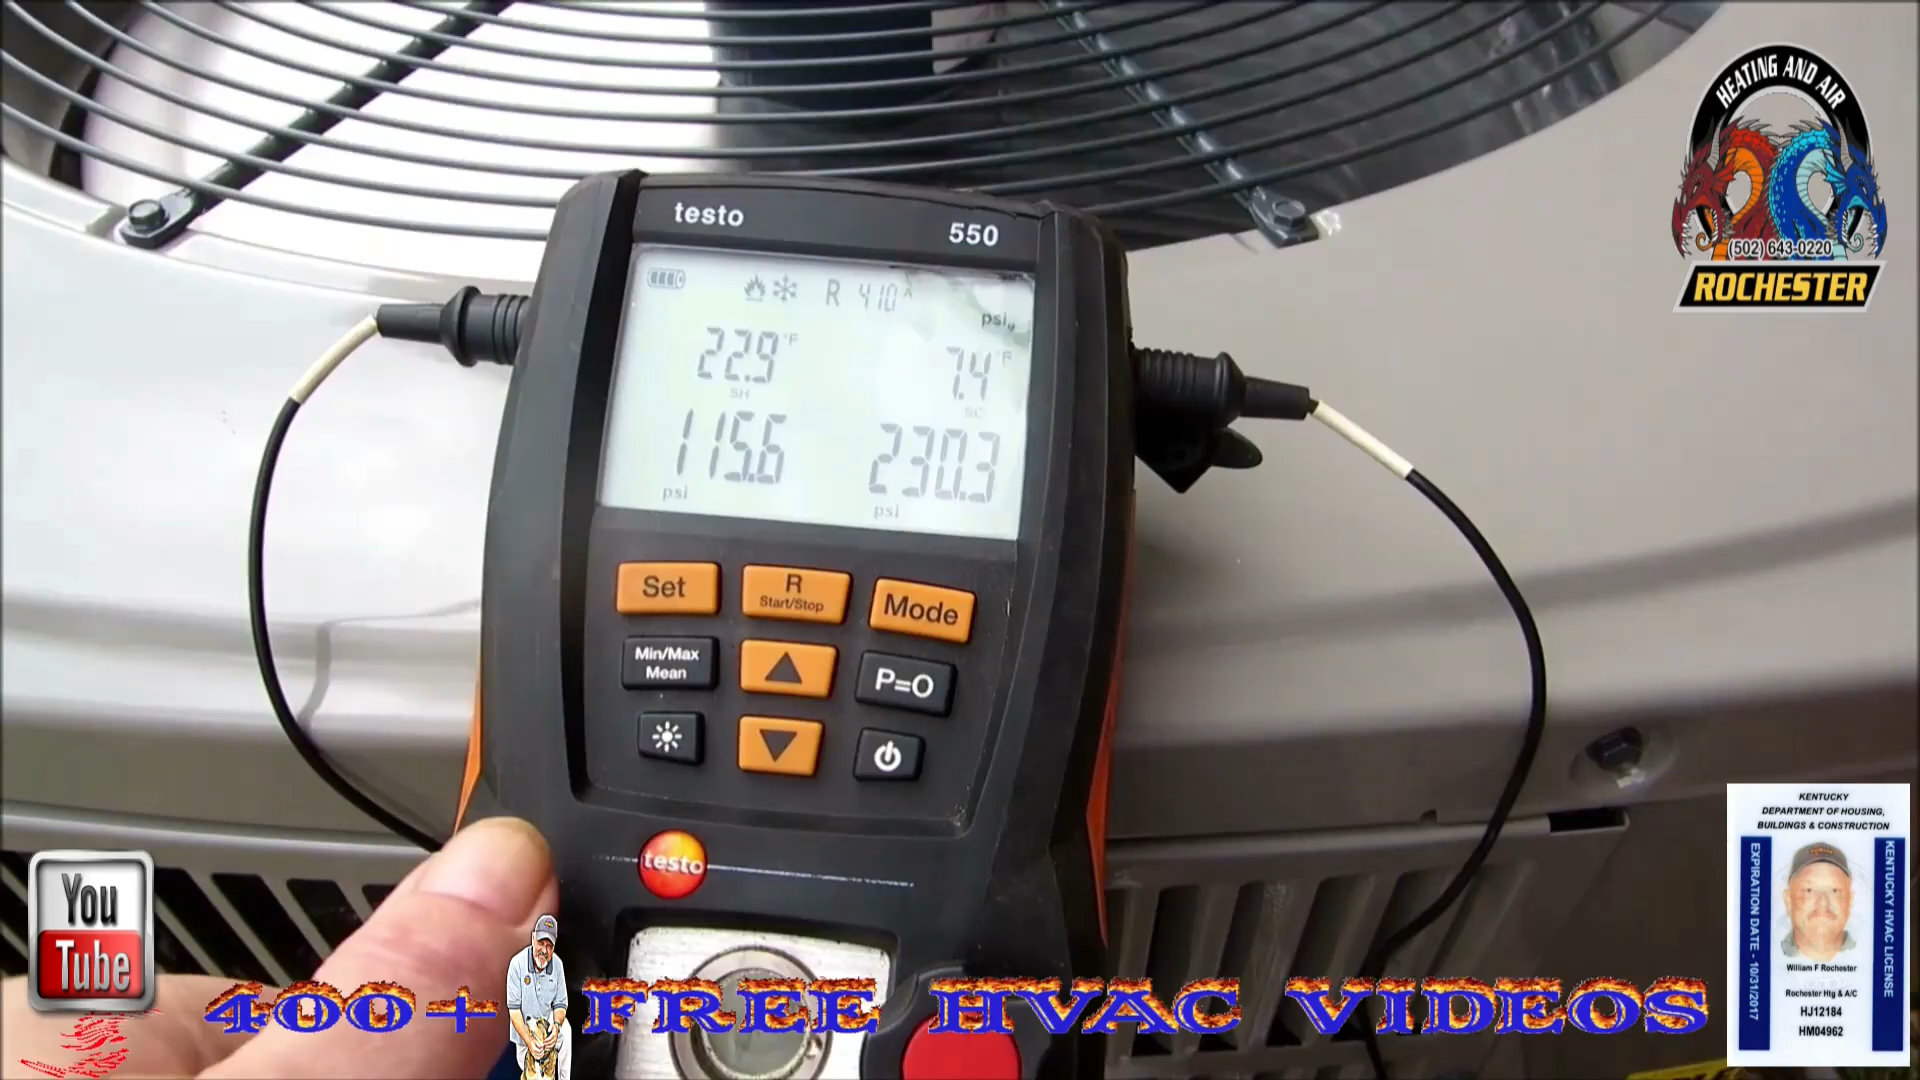 HEATING AND AIR
(502) 643-0220
ROCHESTER
testo
550
R 410A
psig
22.9 °F
7.4 °F
SH
SC
115.6
230.3
psi
psi
Set
R
Start/Stop
Mode
Min/Max
Mean
P=O
testo
KENTUCKY
DEPARTMENT OF HOUSING,
BUILDINGS & CONSTRUCTION
EXPIRATION DATE - 10/31/2017
KENTUCKY HVAC LICENSE
William F Rochester
Rochester Htg & A/C
HJ12184
HM04962
You
Tube
400+ FREE HVAC VIDEOS